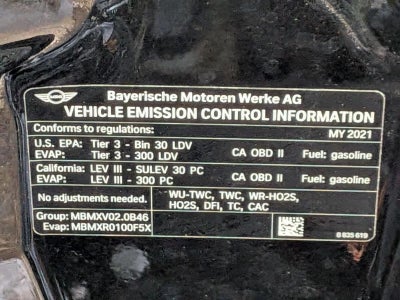 MINI
Bayerische Motoren Werke AG
VEHICLE EMISSION CONTROL INFORMATION
Conforms to regulations: MY 2021
U.S. EPA: Tier 3 - Bin 30 LDV
EVAP: Tier 3 - 300 LDV CA OBD II Fuel: gasoline
California: LEV III - SULEV 30 PC
EVAP: LEV III - 300 PC CA OBD II Fuel: gasoline
No adjustments needed. WU-TWC, TWC, WR-HO2S,
HO2S, DFI, TC, CAC
Group: MBMXV02.0B46
Evap: MBMXR0100F5X
8 835 619